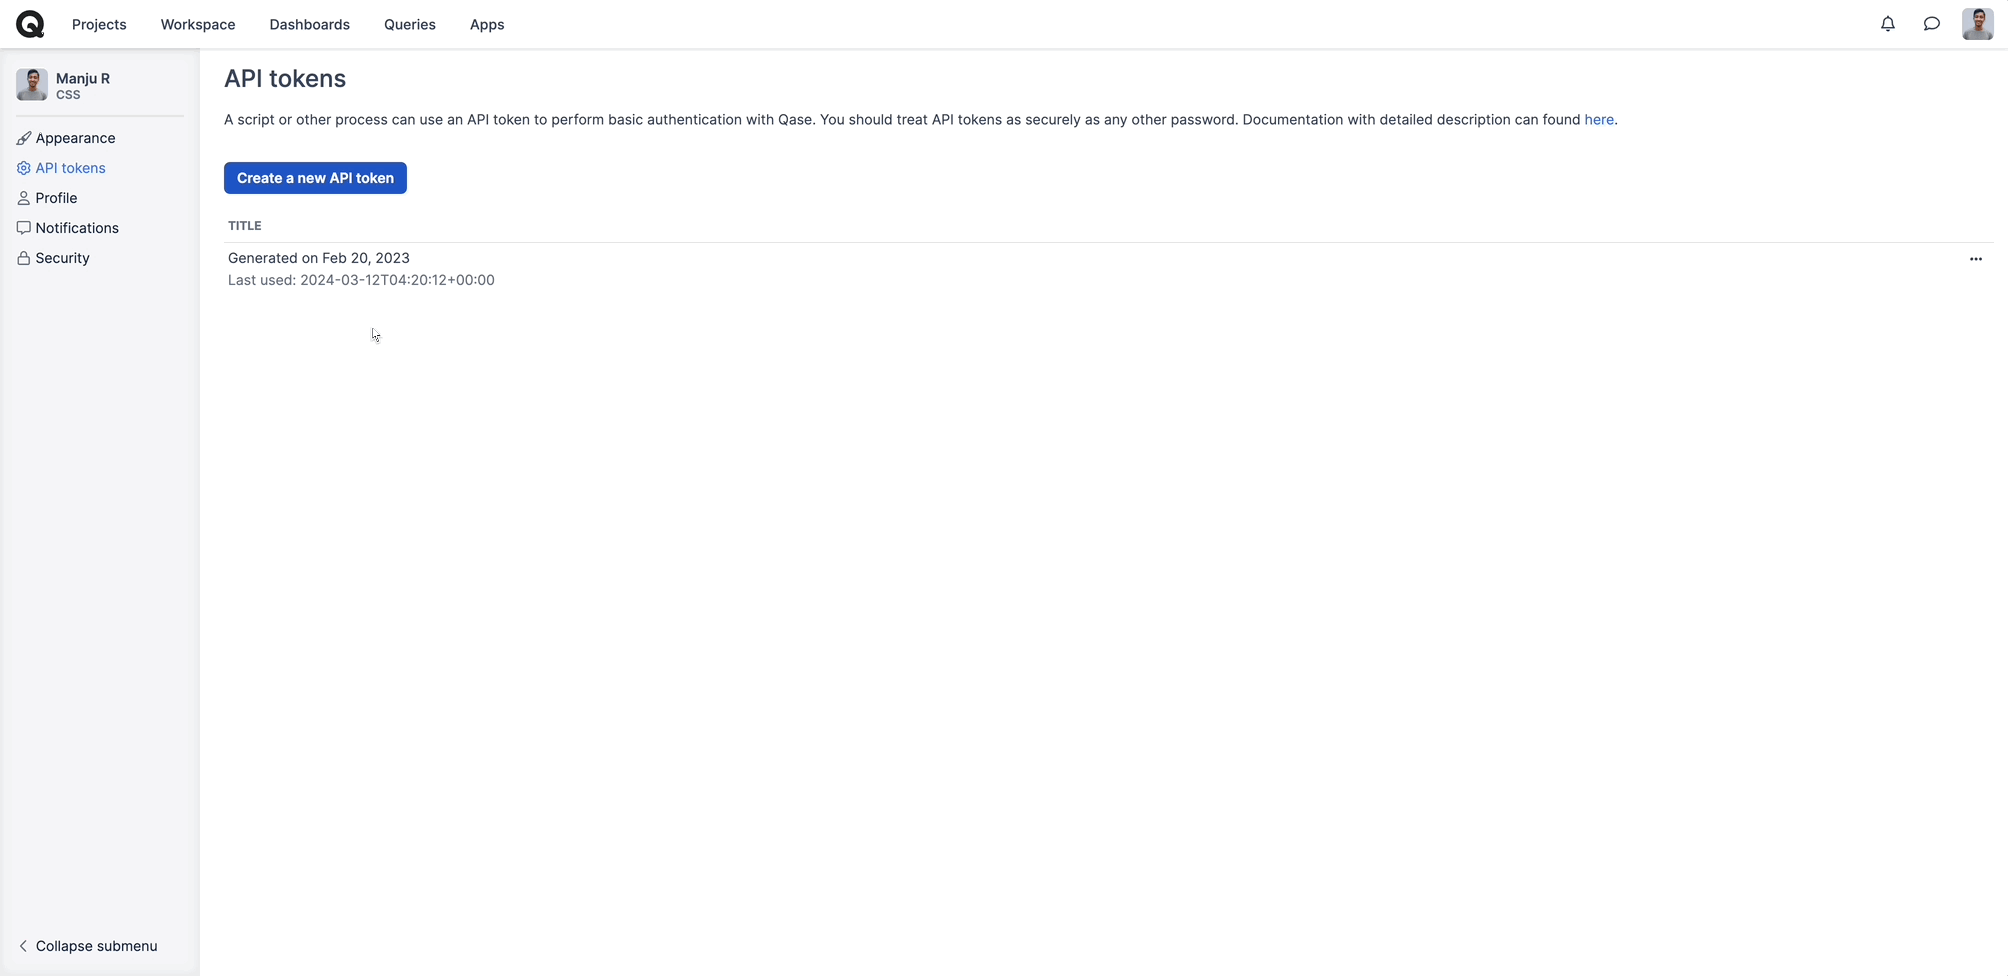 Projects Workspace Dashboards Queries Apps
Manju R
CSS
Appearance
API tokens
Profile
Notifications
Security
Collapse submenu
API tokens
A script or other process can use an API token to perform basic authentication with Qase. You should treat API tokens as securely as any other password. Documentation with detailed description can found here.
Create a new API token
TITLE
Generated on Feb 20, 2023
Last used: 2024-03-12T04:20:12+00:00